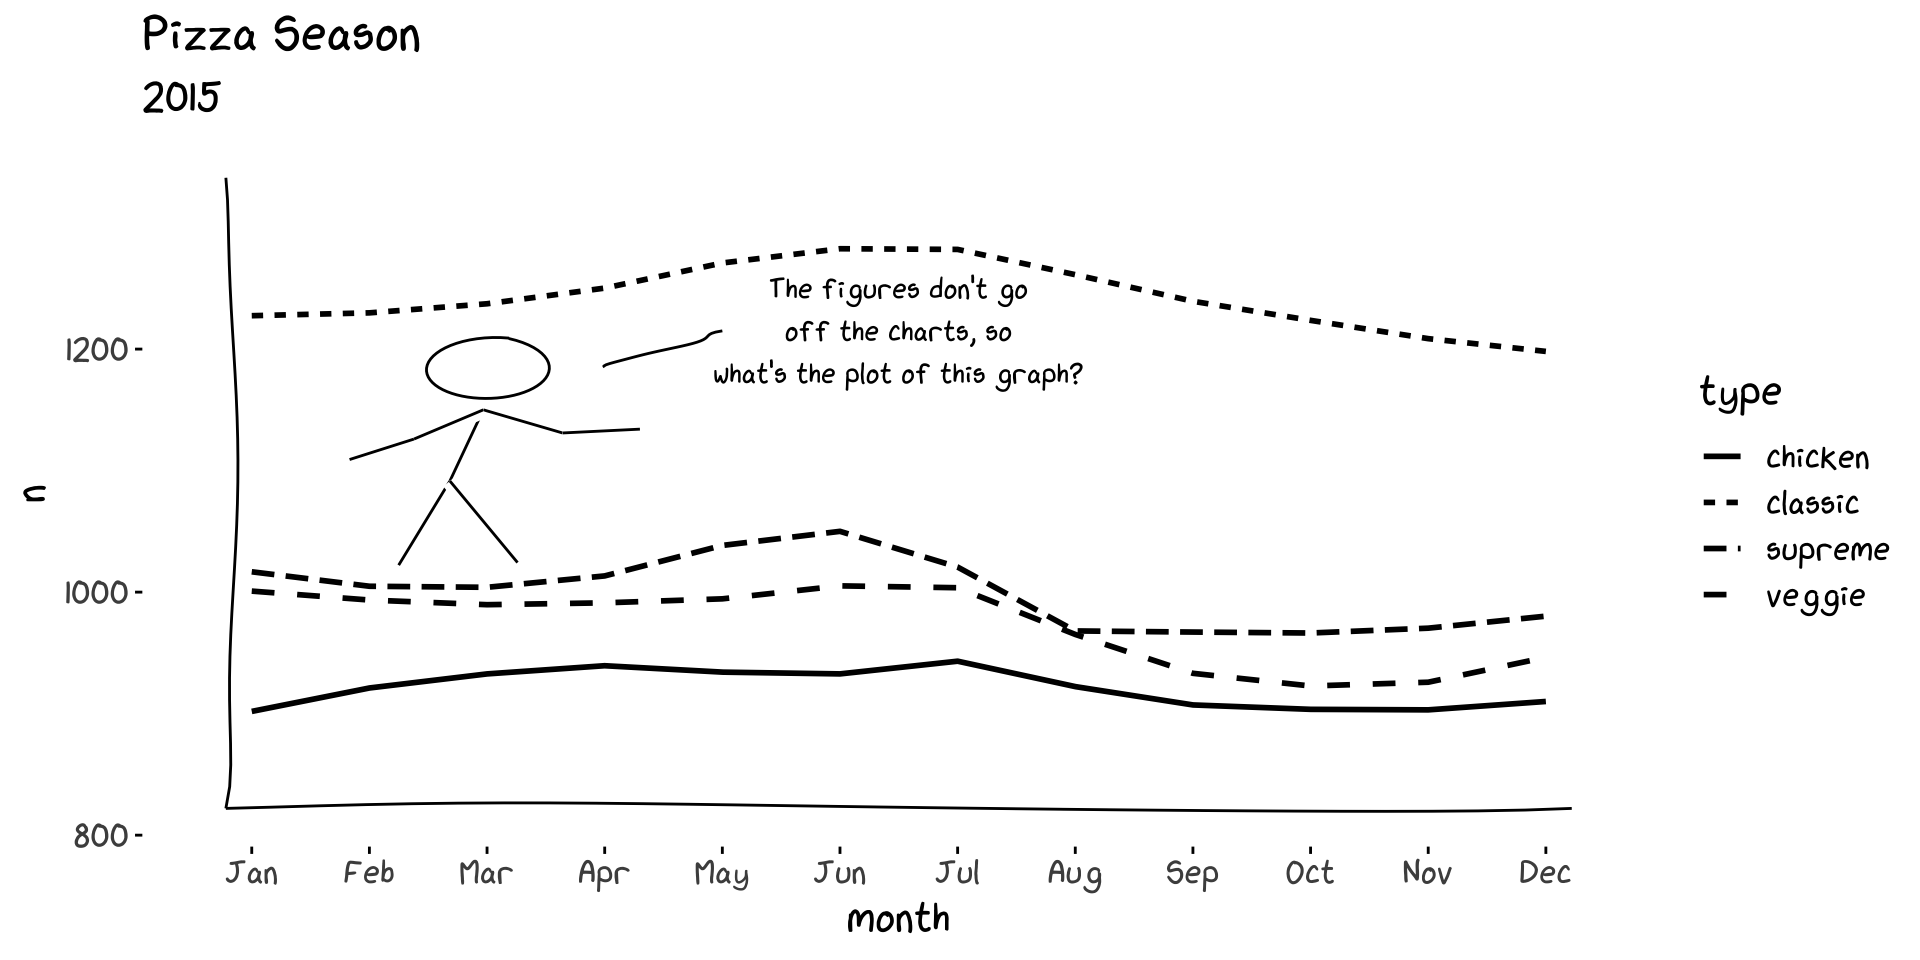 Pizza Season
2015
The figures don't go
off the charts, so
what's the plot of this graph?
1200
1000
800
n
Jan Feb Mar Apr May Jun Jul Aug Sep Oct Nov Dec
month
type
chicken
classic
supreme
veggie